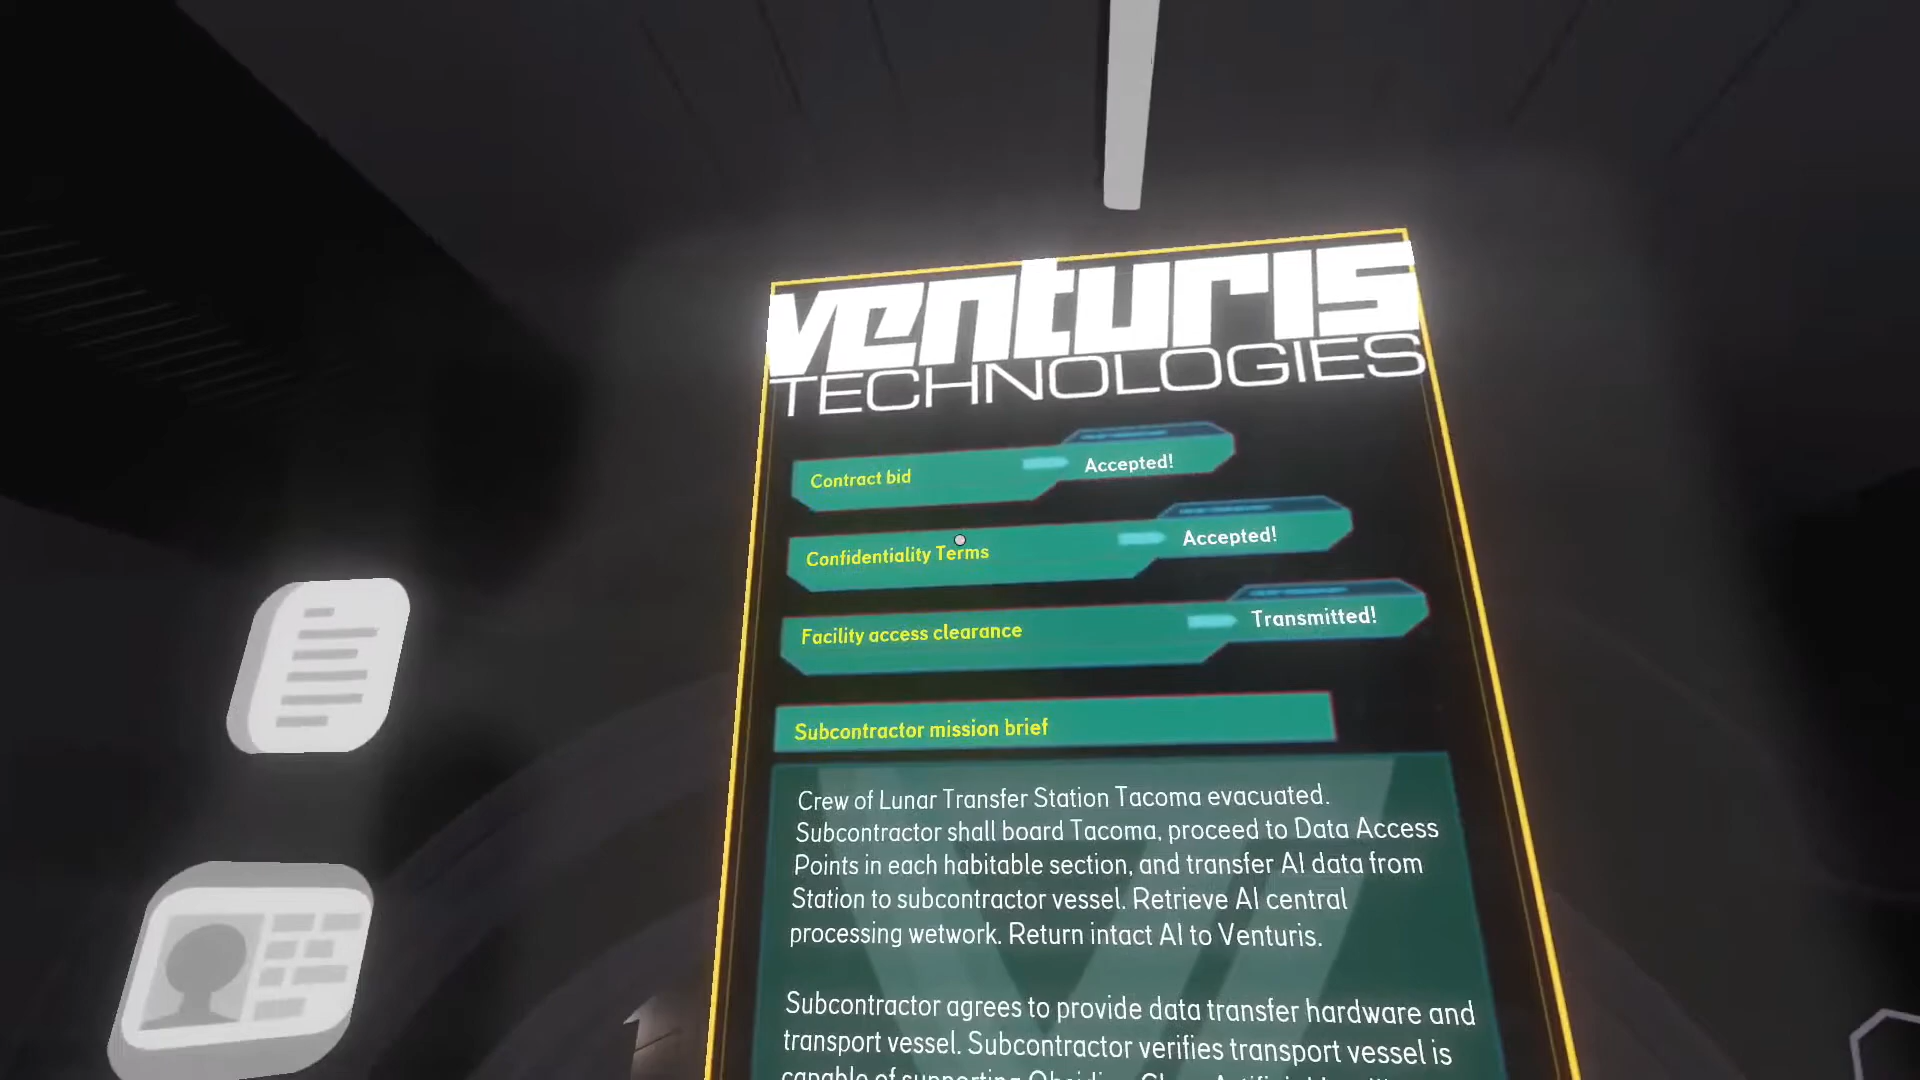 venturis
TECHNOLOGIES
Contract bid Accepted!
Confidentiality Terms Accepted!
Facility access clearance Transmitted!
Subcontractor mission brief
Crew of Lunar Transfer Station Tacoma evacuated.
Subcontractor shall board Tacoma, proceed to Data Access
Points in each habitable section, and transfer AI data from
Station to subcontractor vessel. Retrieve AI central
processing wetwork. Return intact AI to Venturis.
Subcontractor agrees to provide data transfer hardware and
transport vessel. Subcontractor verifies transport vessel is
capable of supporting